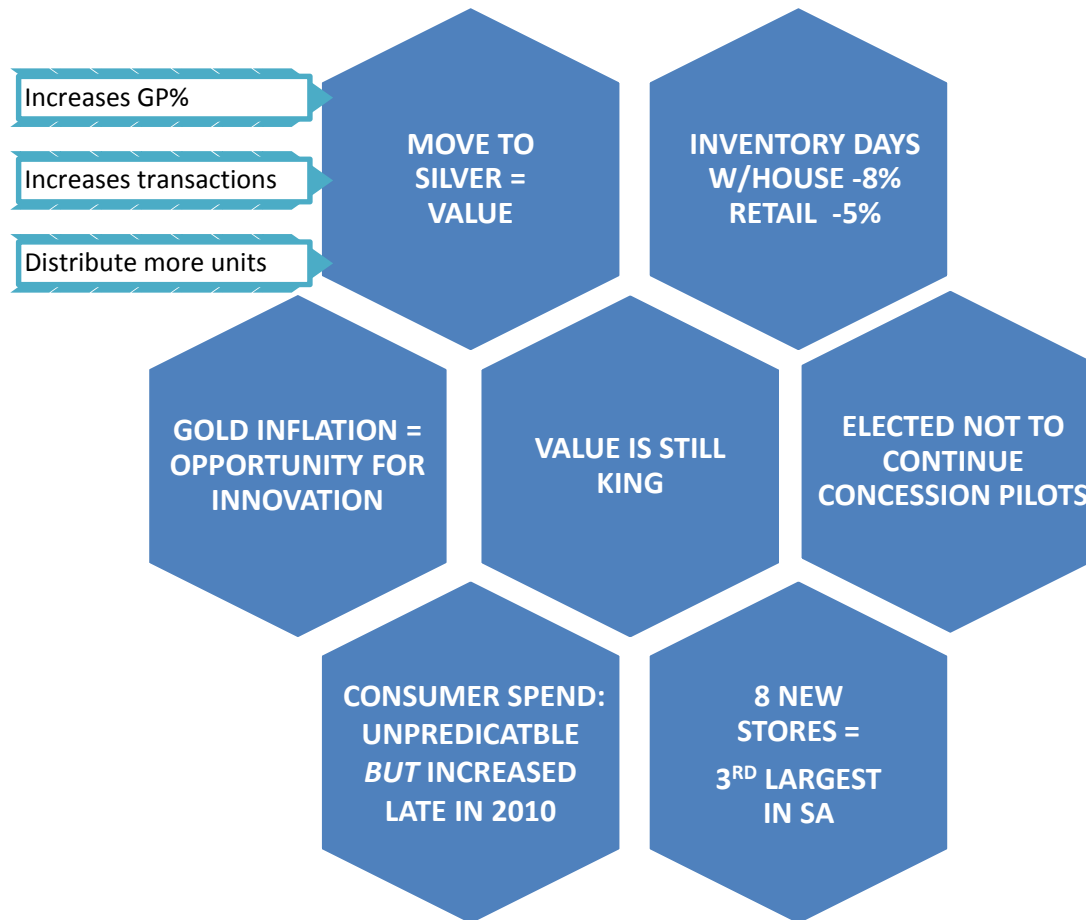 Increases GP%
Increases transactions
Distribute more units
MOVE TO
SILVER =
VALUE
INVENTORY DAYS
W/HOUSE -8%
RETAIL -5%
GOLD INFLATION =
OPPORTUNITY FOR
INNOVATION
VALUE IS STILL
KING
ELECTED NOT TO
CONTINUE
CONCESSION PILOTS
CONSUMER SPEND:
UNPREDICATBLE
BUT INCREASED
LATE IN 2010
8 NEW
STORES =
3RD LARGEST
IN SA